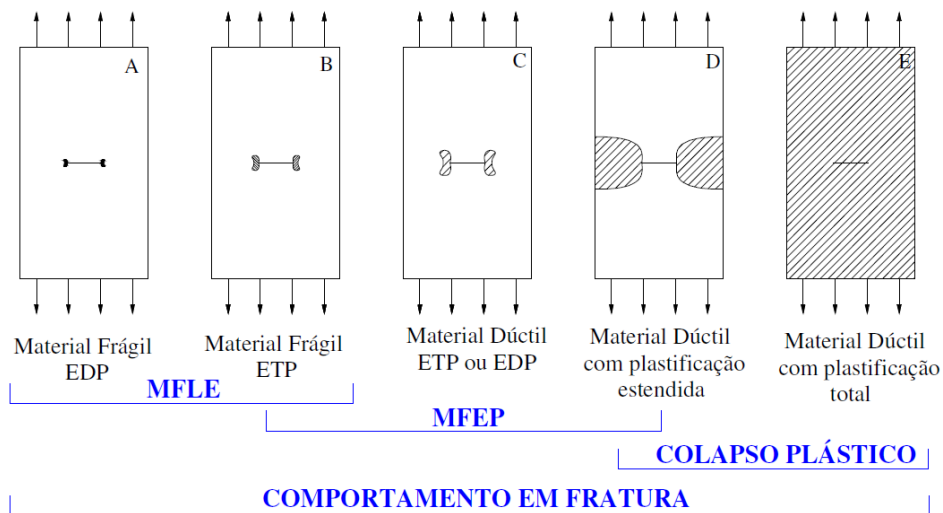 A
B
C
D
E
Material Frágil
EDP
Material Frágil
ETP
Material Dúctil
ETP ou EDP
Material Dúctil
com plastificação
estendida
Material Dúctil
com plastificação
total
MFLE
MFEP
COLAPSO PLÁSTICO
COMPORTAMENTO EM FRATURA